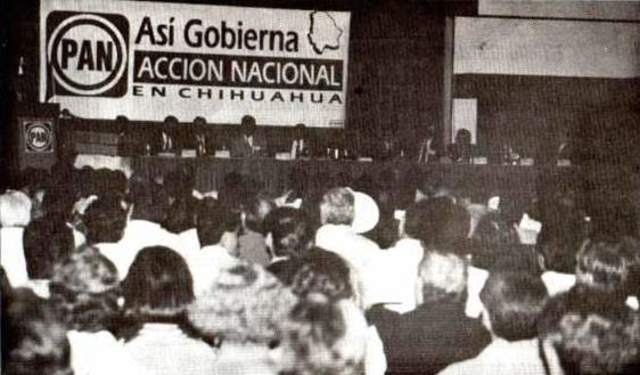 PAN
Así Gobierna
ACCION NACIONAL
EN CHIHUAHUA
PAN